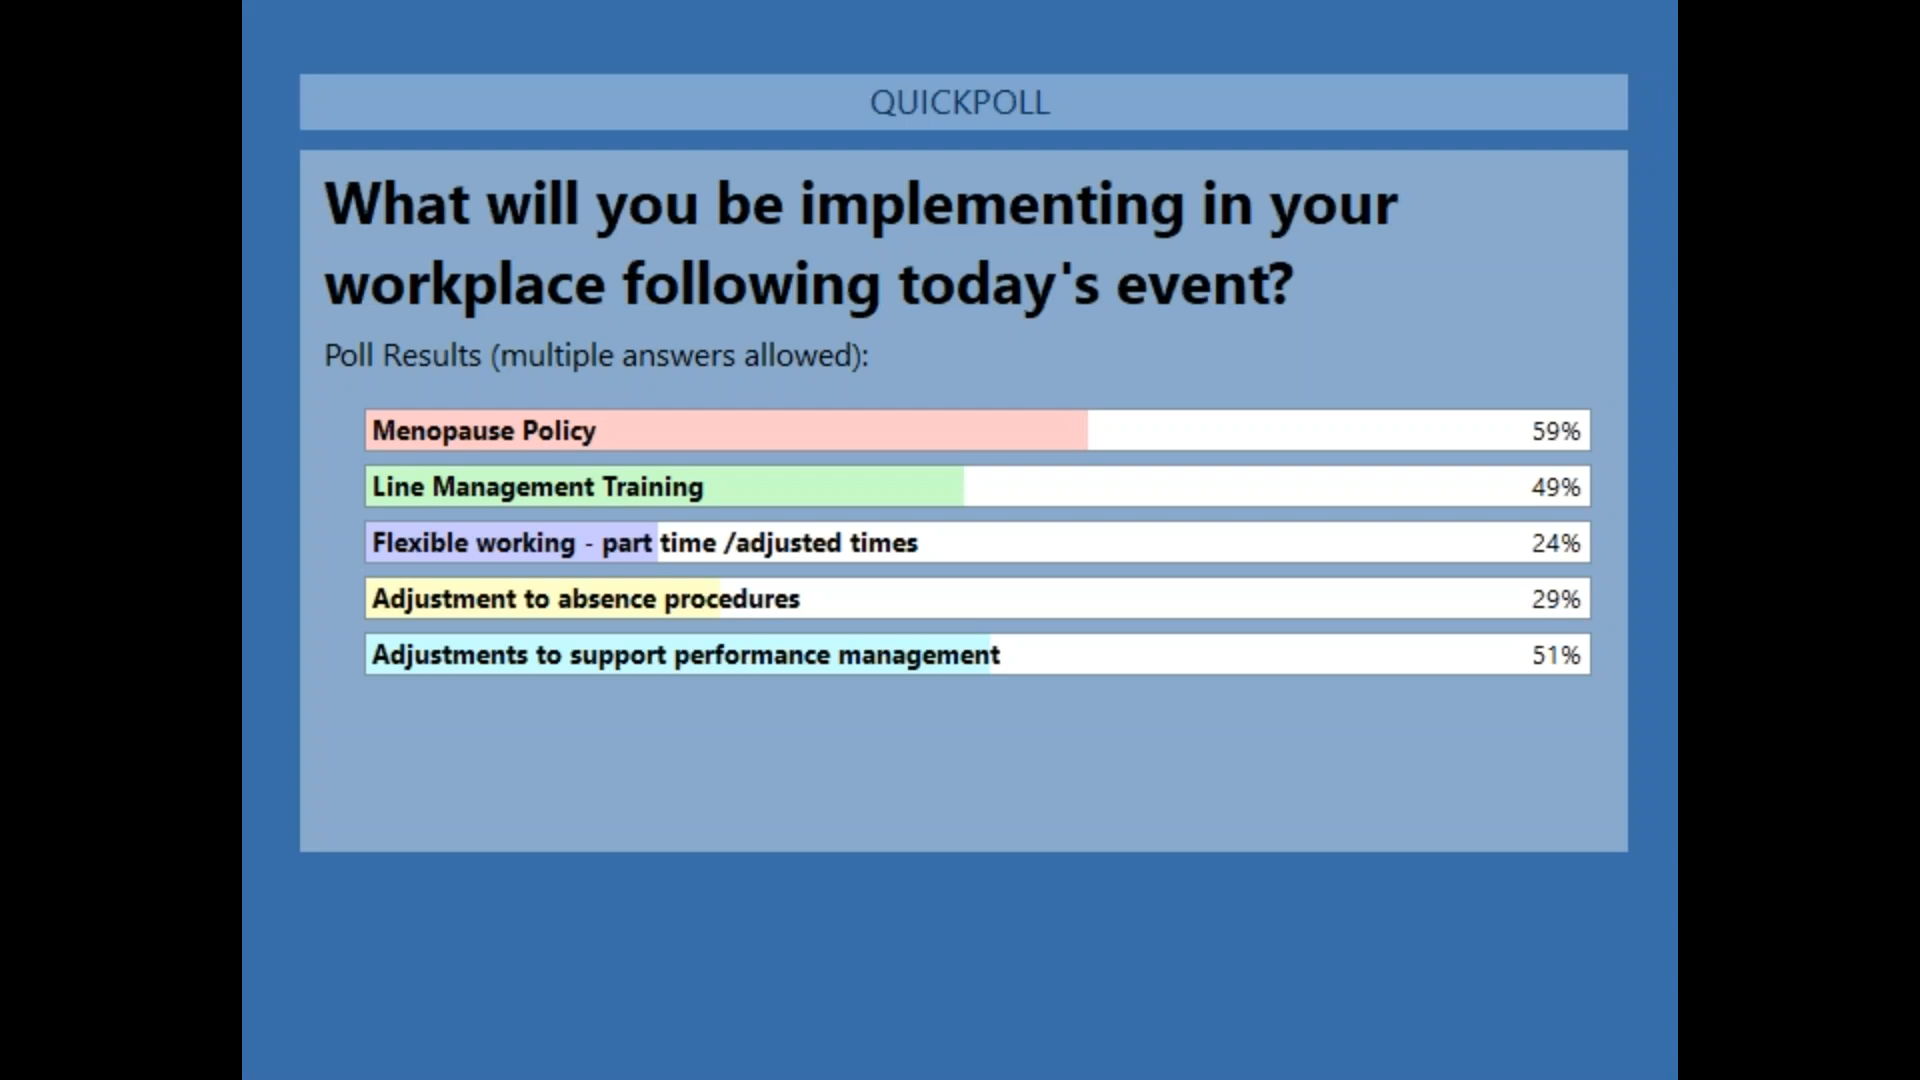 QUICKPOLL
What will you be implementing in your
workplace following today's event?
Poll Results (multiple answers allowed):
Menopause Policy 59%
Line Management Training 49%
Flexible working - part time /adjusted times 24%
Adjustment to absence procedures 29%
Adjustments to support performance management 51%